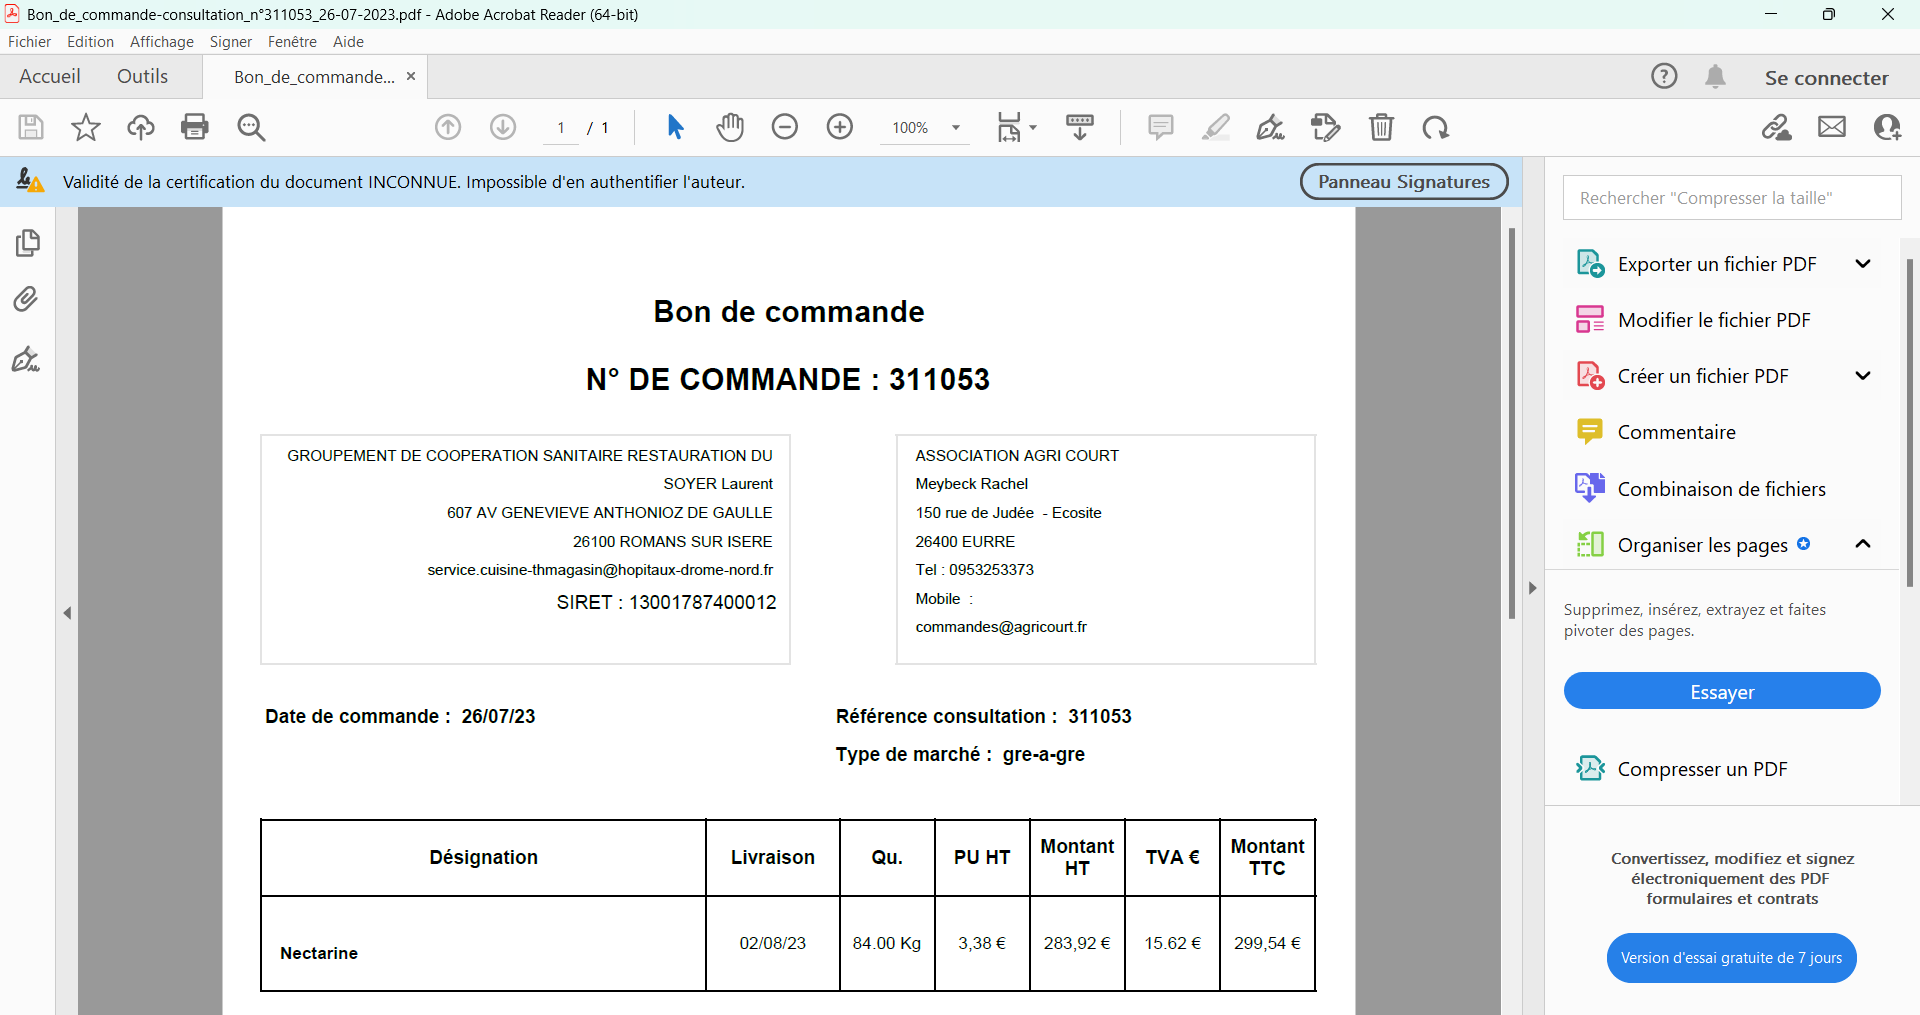 Bon_de_commande-consultation_n°311053_26-07-2023.pdf - Adobe Acrobat Reader (64-bit)
Fichier Edition Affichage Signer Fenêtre Aide
Accueil Outils Bon_de_commande... × Se connecter
1 / 1 100%
Validité de la certification du document INCONNUE. Impossible d'en authentifier l'auteur. Panneau Signatures
Bon de commande
N° DE COMMANDE : 311053
GROUPEMENT DE COOPERATION SANITAIRE RESTAURATION DU
SOYER Laurent
607 AV GENEVIEVE ANTHONIOZ DE GAULLE
26100 ROMANS SUR ISERE
service.cuisine-thmagasin@hopitaux-drome-nord.fr
SIRET : 13001787400012
ASSOCIATION AGRI COURT
Meybeck Rachel
150 rue de Judée - Ecosite
26400 EURRE
Tel : 0953253373
Mobile :
commandes@agricourt.fr
Date de commande : 26/07/23
Référence consultation : 311053
Type de marché : gre-a-gre
Désignation Livraison Qu. PU HT Montant HT TVA € Montant TTC
Nectarine 02/08/23 84.00 Kg 3,38 € 283,92 € 15.62 € 299,54 €
Rechercher "Compresser la taille"
Exporter un fichier PDF
Modifier le fichier PDF
Créer un fichier PDF
Commentaire
Combinaison de fichiers
Organiser les pages
Supprimez, insérez, extrayez et faites
pivoter des pages.
Essayer
Compresser un PDF
Convertissez, modifiez et signez
électroniquement des PDF
formulaires et contrats
Version d'essai gratuite de 7 jours